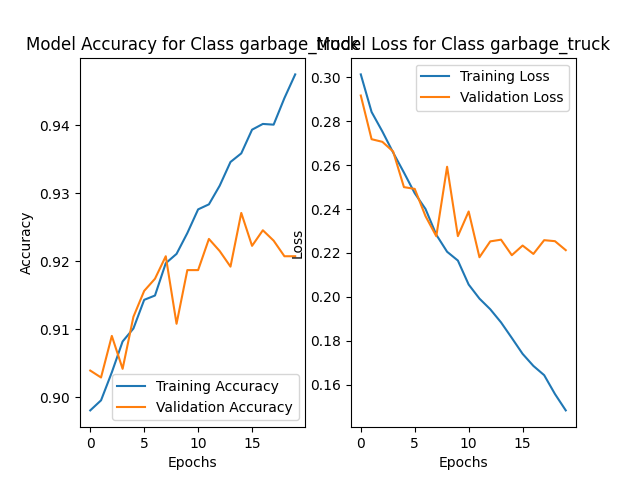 Model Accuracy for Class garbage_truck
Model Loss for Class garbage_truck
Accuracy
0.94
0.93
0.92
0.91
0.90
Training Accuracy
Validation Accuracy
0 5 10 15
Epochs
Loss
0.30
0.28
0.26
0.24
0.22
0.20
0.18
0.16
Training Loss
Validation Loss
0 5 10 15
Epochs